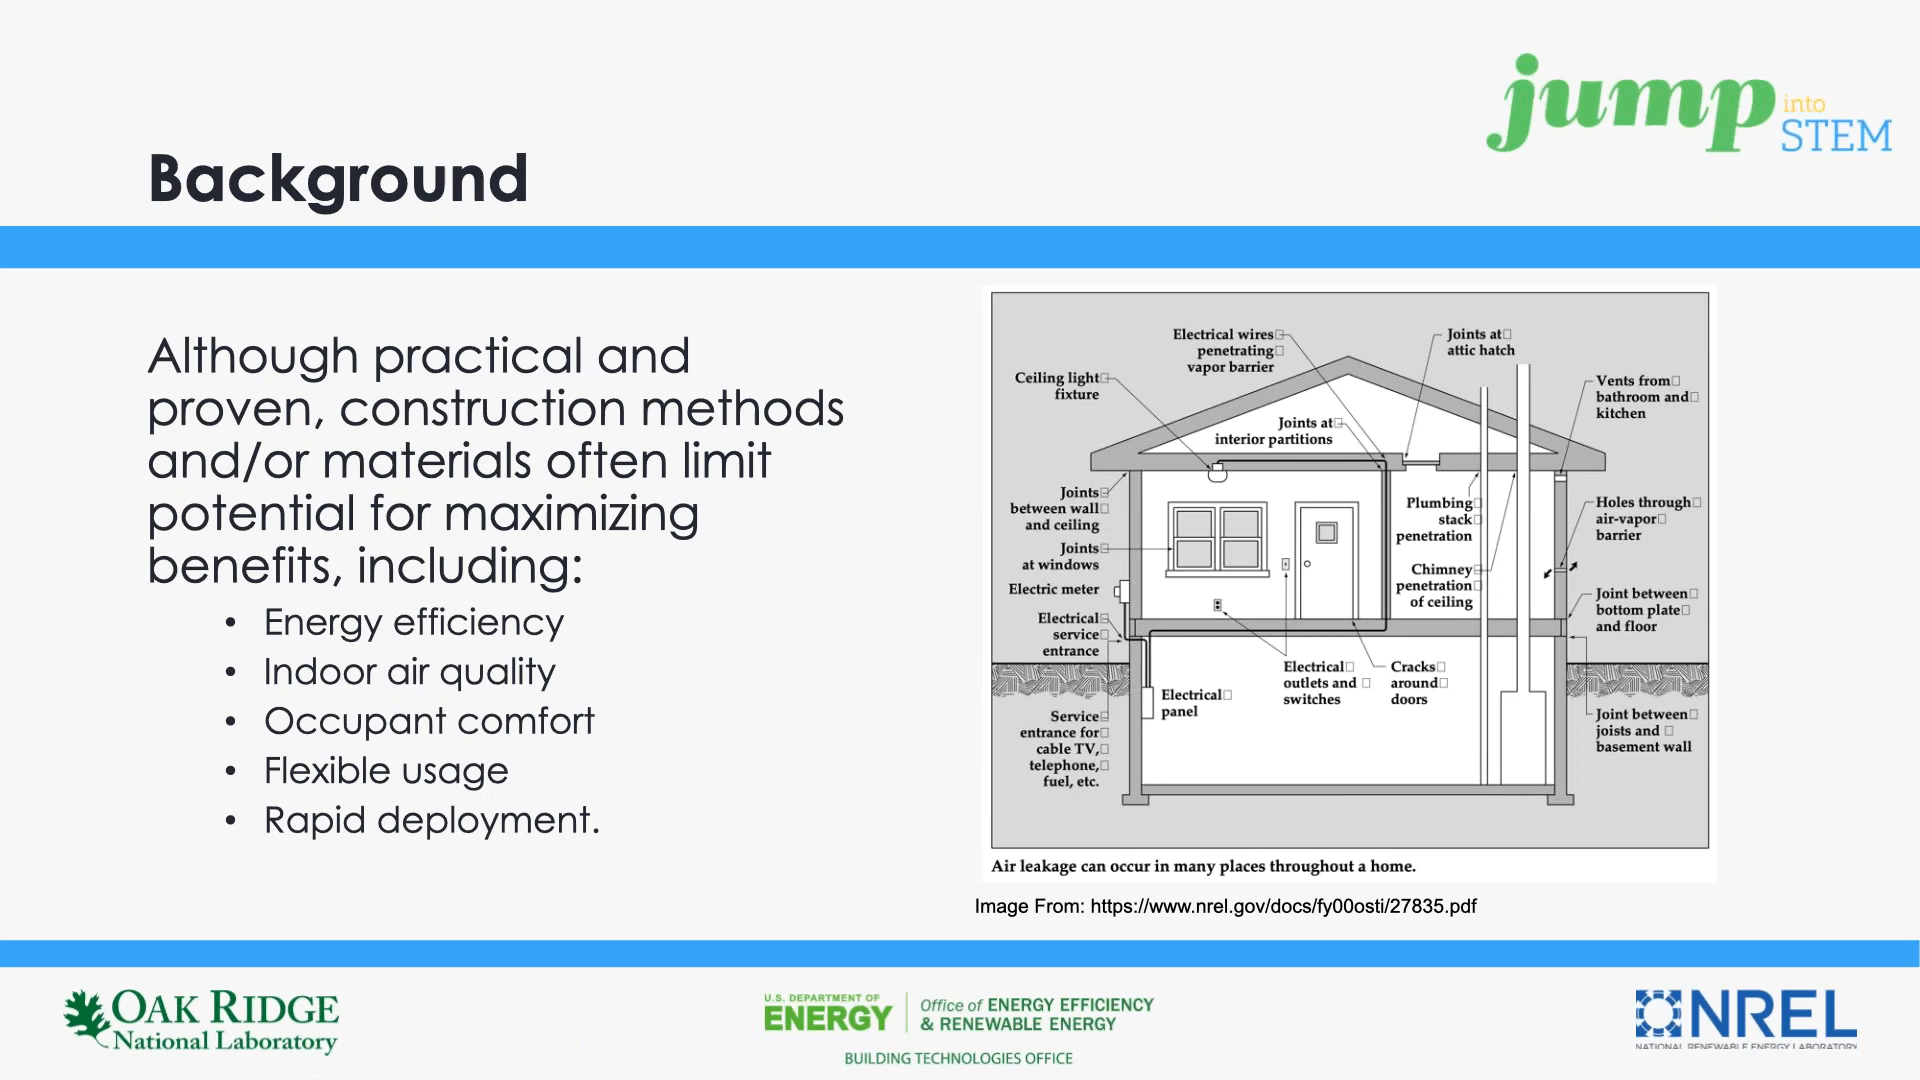 jump into STEM
Background
Although practical and
proven, construction methods
and/or materials often limit
potential for maximizing
benefits, including:
• Energy efficiency
• Indoor air quality
• Occupant comfort
• Flexible usage
• Rapid deployment.
Electrical wires
penetrating
vapor barrier
Joints at
attic hatch
Ceiling light
fixture
Vents from
bathroom and
kitchen
Joints at
interior partitions
Joints
between wall
and ceiling
Plumbing
stack
penetration
Holes through
air-vapor
barrier
Joints
at windows
Chimney
penetration
of ceiling
Electric meter
Joint between
bottom plate
and floor
Electrical
service
entrance
Electrical
outlets and
switches
Cracks
around
doors
Electrical
panel
Service
entrance for
cable TV,
telephone,
fuel, etc.
Joint between
joists and
basement wall
Air leakage can occur in many places throughout a home.
Image From: https://www.nrel.gov/docs/fy00osti/27835.pdf
OAK RIDGE
National Laboratory
U.S. DEPARTMENT OF
ENERGY
Office of ENERGY EFFICIENCY
& RENEWABLE ENERGY
BUILDING TECHNOLOGIES OFFICE
NREL
NATIONAL RENEWABLE ENERGY LABORATORY